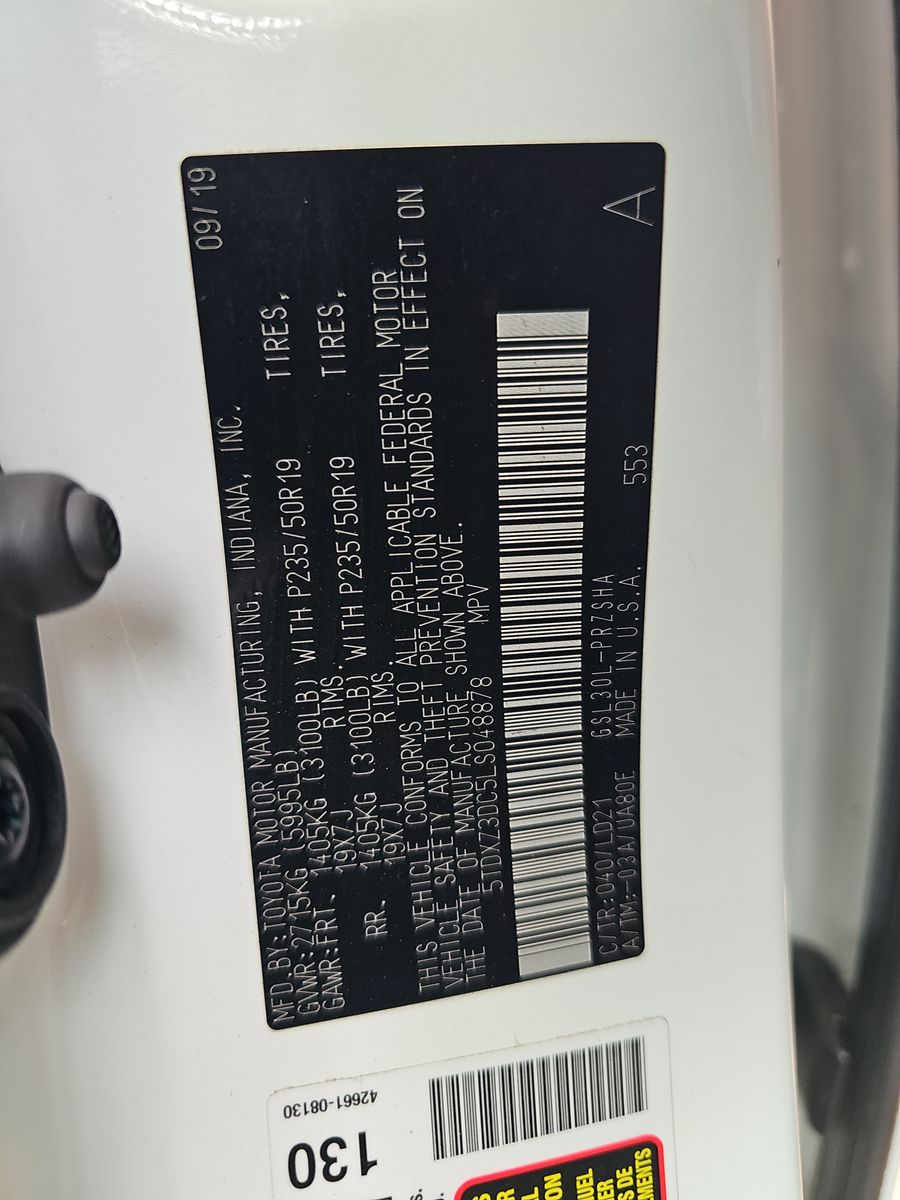 MFD.BY:TOYOTA MOTOR MANUFACTURING, INDIANA, INC. 09/19
GVWR:2715KG (5995LB)
GAWR:FRT. 1405KG (3100LB) WITH P235/50R19 TIRES,
19X7J RIMS.
RR. 1405KG (3100LB) WITH P235/50R19 TIRES,
19X7J RIMS.
THIS VEHICLE CONFORMS TO ALL APPLICABLE FEDERAL MOTOR
VEHICLE SAFETY AND THEFT PREVENTION STANDARDS IN EFFECT ON
THE DATE OF MANUFACTURE SHOWN ABOVE.
5TDXZ3DC5LS048878 MPV
C/TR:040/LD21 GSL30L-PRZSHA A
A/TM:-03A/UA80E MADE IN U.S.A. 553
42661-08130
130